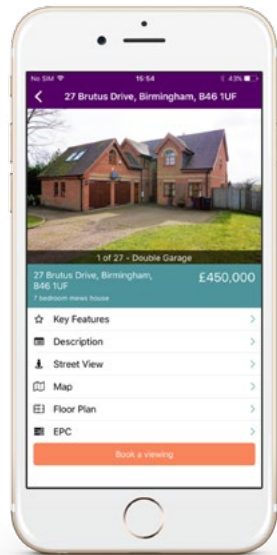 No SIM 15:54 43%
27 Brutus Drive, Birmingham, B46 1UF
1 of 27 - Double Garage
27 Brutus Drive, Birmingham, £450,000
B46 1UF
7 bedroom mews house
Key Features
Description
Street View
Map
Floor Plan
EPC
Book a viewing